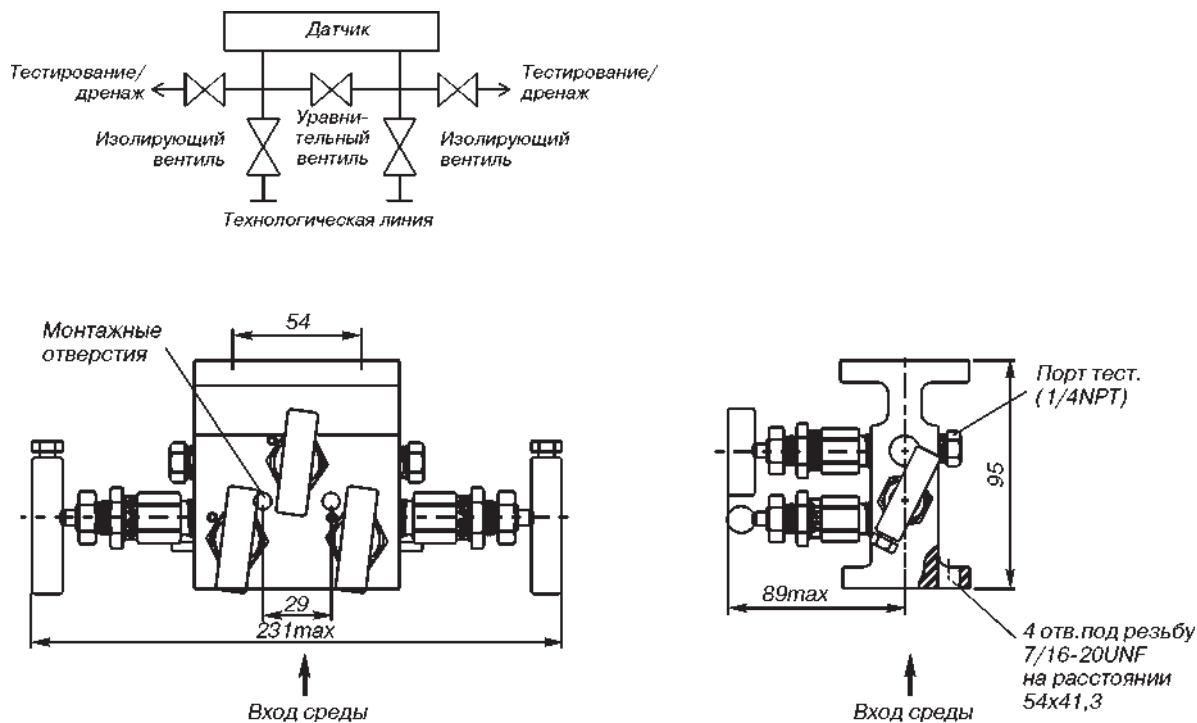 Датчик
Тестирование/
дренаж
Тестирование/
дренаж
Изолирующий
вентиль
Уравни-
тельный
вентиль
Изолирующий
вентиль
Технологическая линия
Монтажные
отверстия
54
29
231max
Вход среды
Порт тест.
(1/4NPT)
95
89max
4 отв.под резьбу
7/16-20UNF
на расстоянии
54x41,3
Вход среды